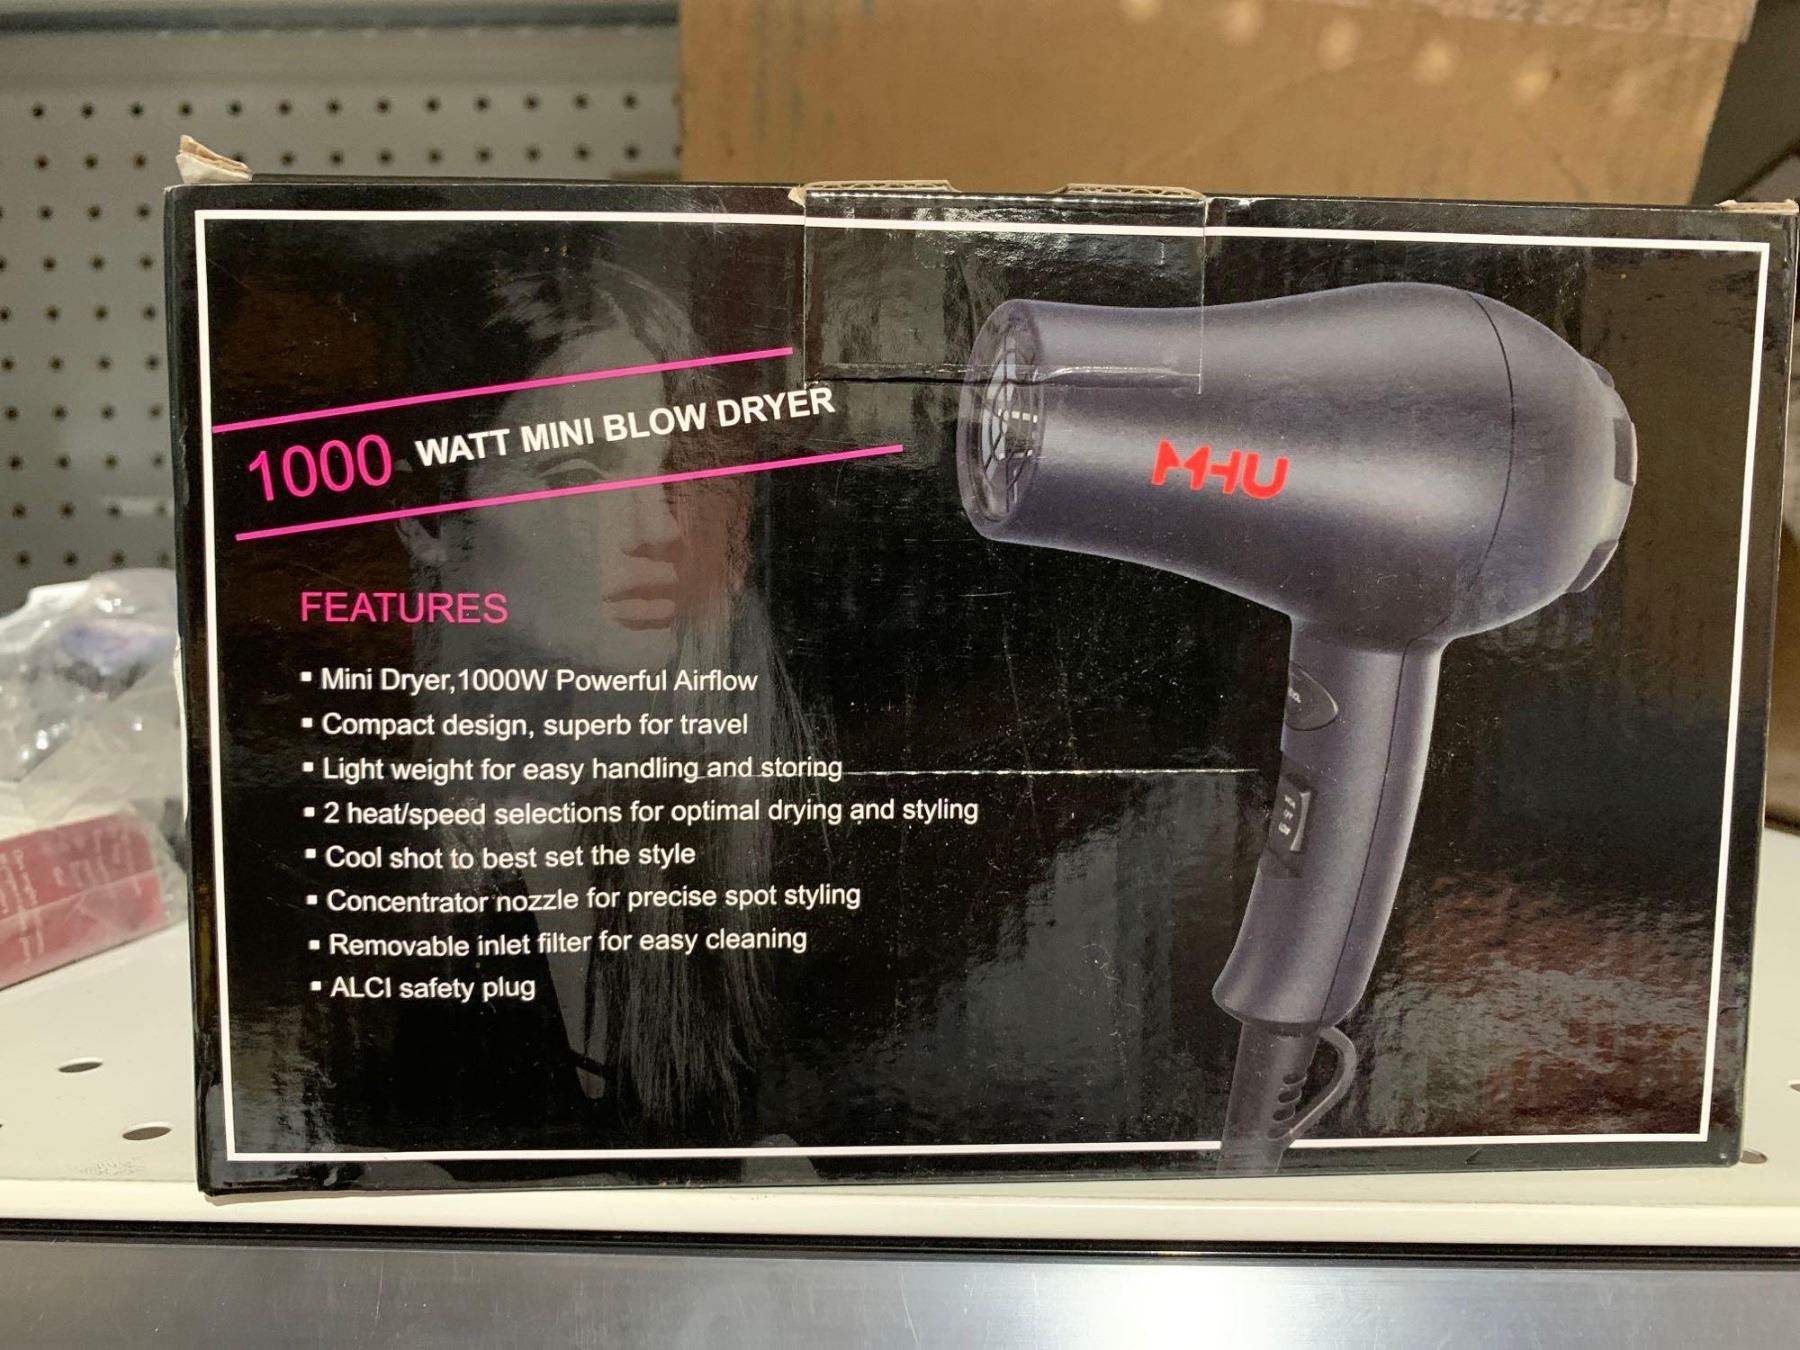 1000 WATT MINI BLOW DRYER
MHU
FEATURES
▪ Mini Dryer,1000W Powerful Airflow
▪ Compact design, superb for travel
▪ Light weight for easy handling and storing
▪ 2 heat/speed selections for optimal drying and styling
▪ Cool shot to best set the style
▪ Concentrator nozzle for precise spot styling
▪ Removable inlet filter for easy cleaning
▪ ALCI safety plug